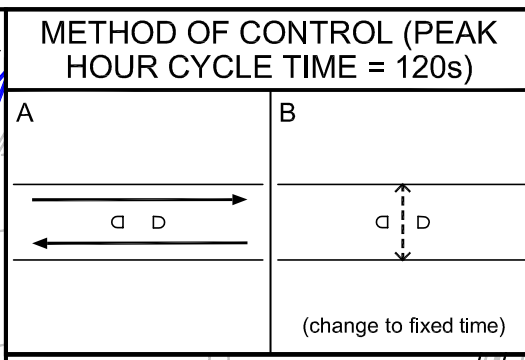 METHOD OF CONTROL (PEAK
HOUR CYCLE TIME = 120s)
A
B
(change to fixed time)